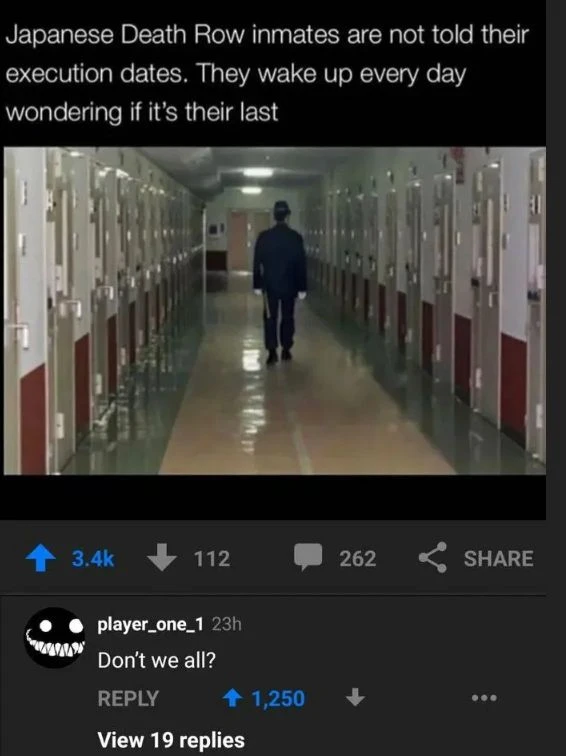 Japanese Death Row inmates are not told their
execution dates. They wake up every day
wondering if it's their last
3.4k 112 262 SHARE
player_one_1 23h
Don't we all?
REPLY 1,250
View 19 replies